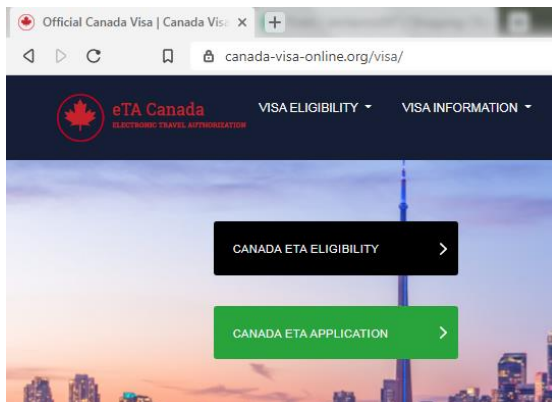 Official Canada Visa | Canada Vis
canada-visa-online.org/visa/
eTA Canada
ELECTRONIC TRAVEL AUTHORIZATION
VISA ELIGIBILITY
VISA INFORMATION
CANADA ETA ELIGIBILITY
CANADA ETA APPLICATION